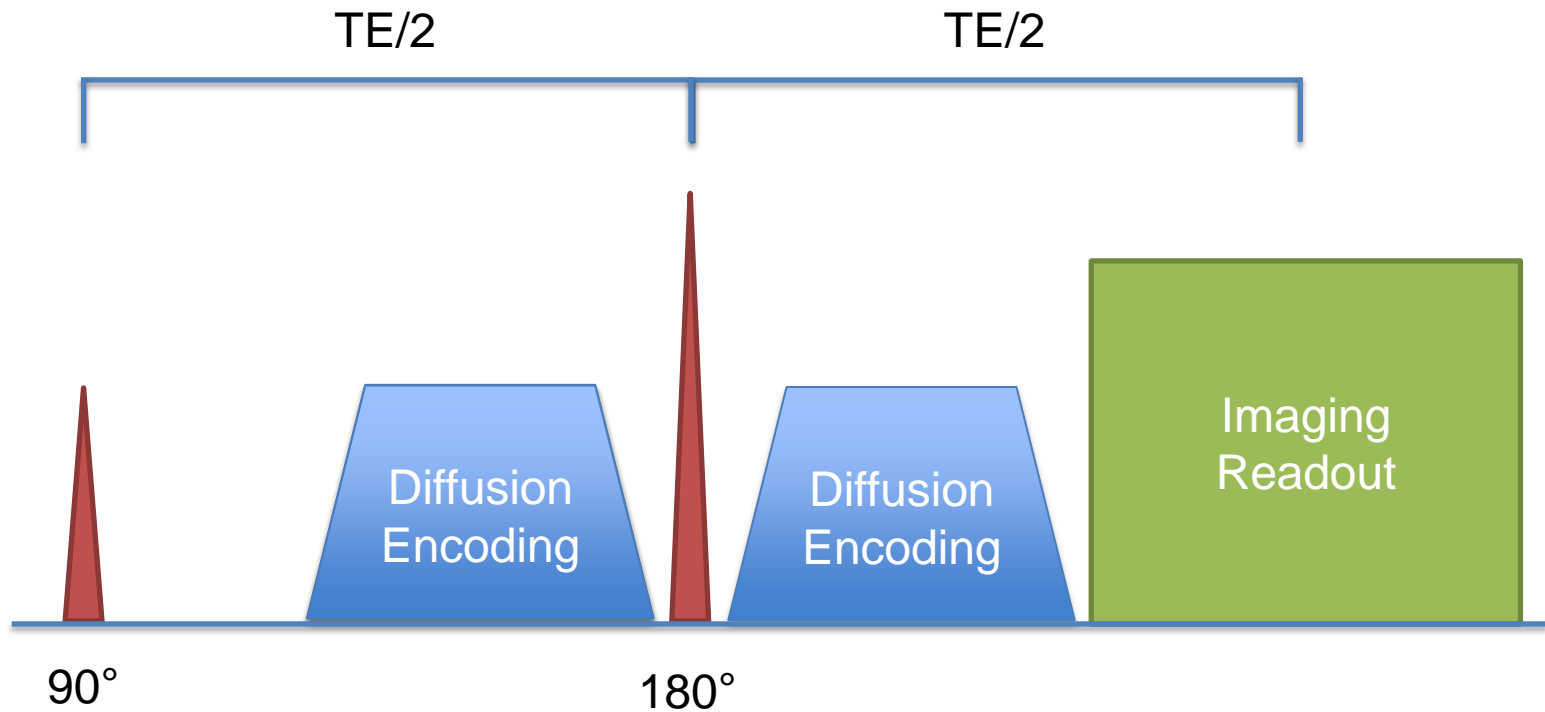 TE/2
TE/2
Diffusion
Encoding
Diffusion
Encoding
Imaging
Readout
90°
180°